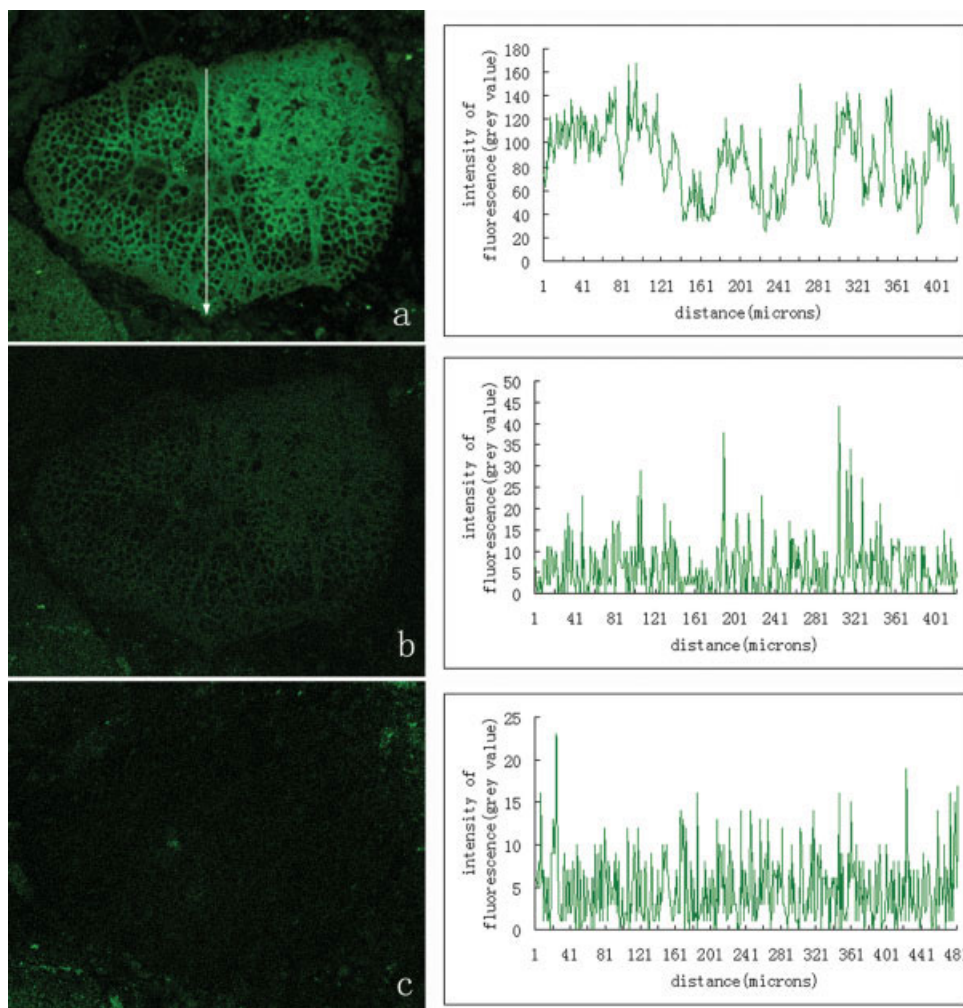 a
180
160
140
120
100
80
60
40
20
0
intensity of
fluorescence(grey value)
1 41 81 121 161 201 241 281 321 361 401
distance(microns)
b
50
45
40
35
30
25
20
15
10
5
0
intensity of
fluorescence(grey value)
1 41 81 121 161 201 241 281 321 361 401
distance(microns)
c
25
20
15
10
5
0
intensity of
fluorescence(grey value)
1 41 81 121 161 201 241 281 321 361 401 441 481
distance(microns)